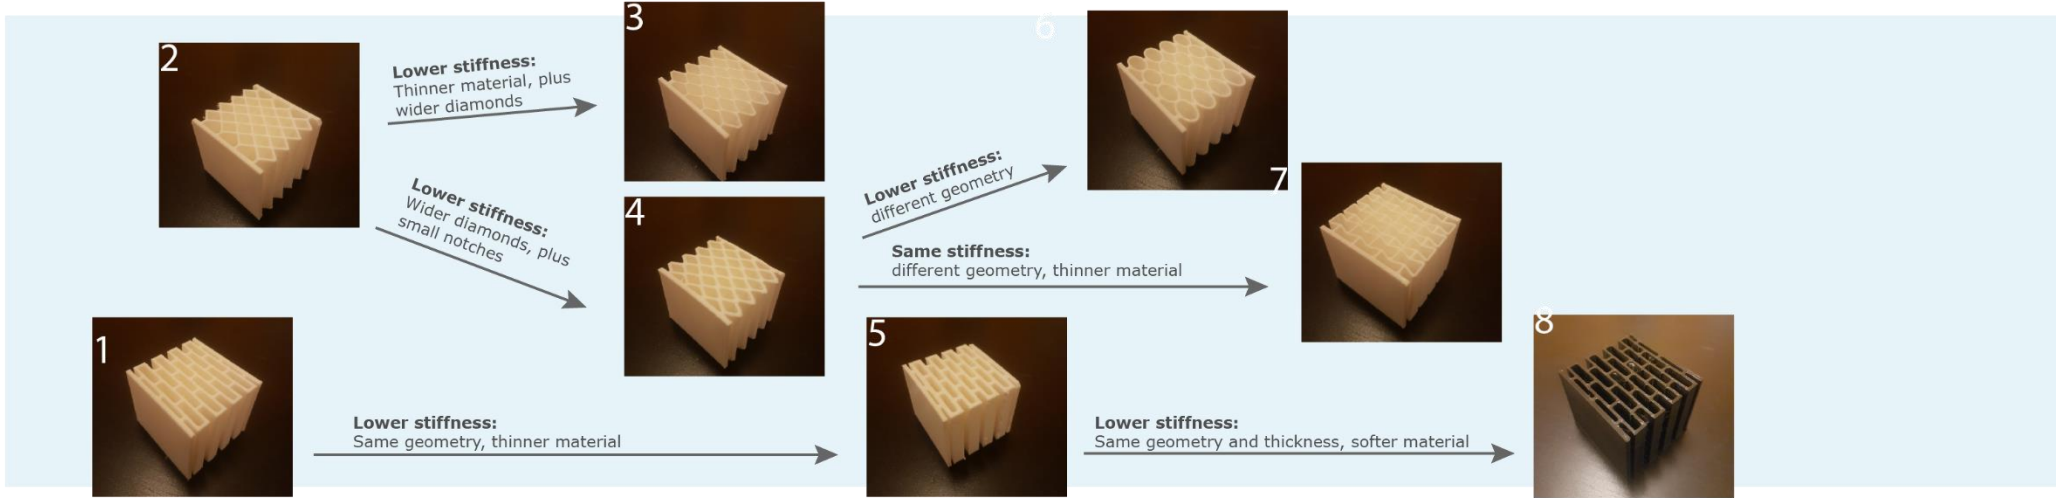 2
Lower stiffness:
Thinner material, plus
wider diamonds
3
6
Lower stiffness:
Wider diamonds, plus
small notches
4
Lower stiffness:
different geometry
7
Same stiffness:
different geometry, thinner material
1
Lower stiffness:
Same geometry, thinner material
5
Lower stiffness:
Same geometry and thickness, softer material
8